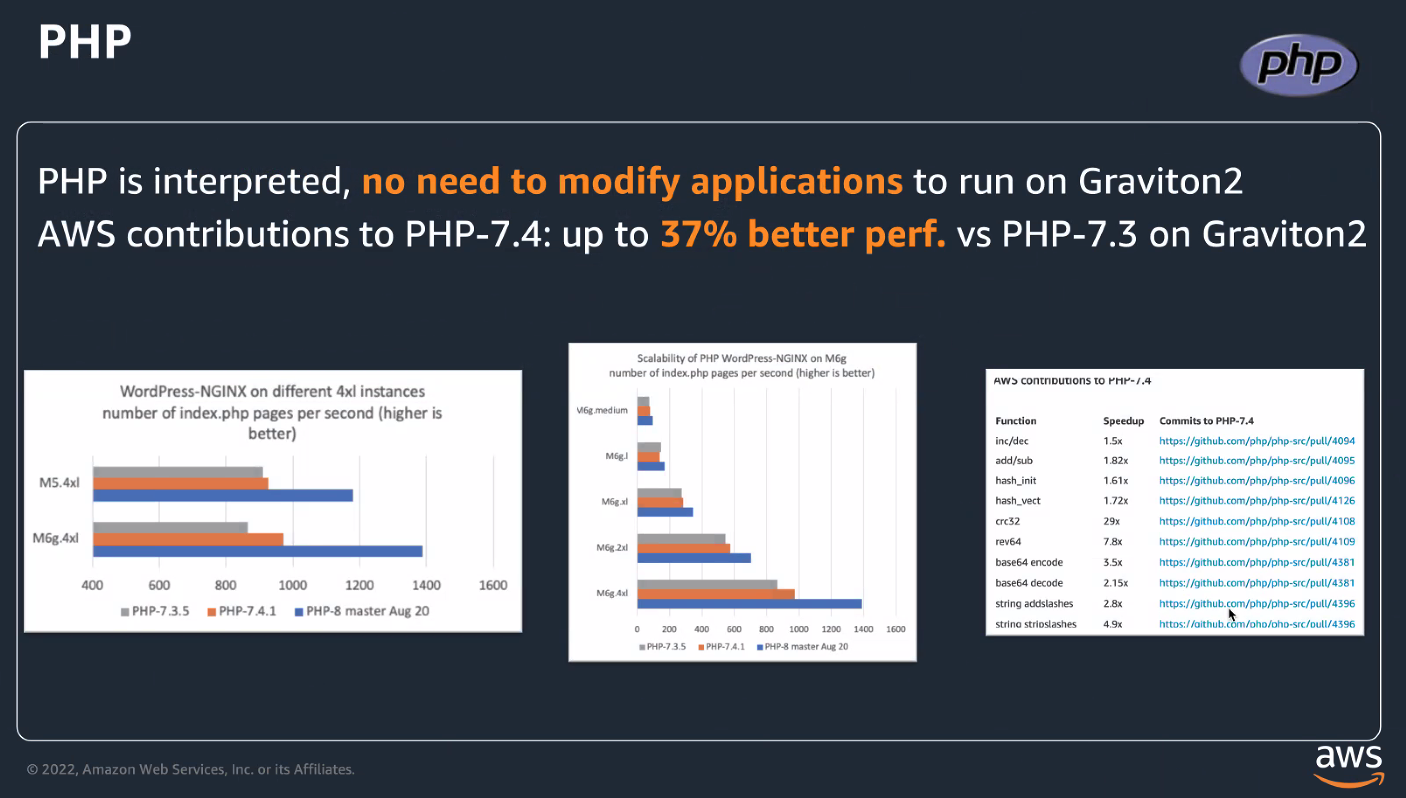 PHP
php
PHP is interpreted, no need to modify applications to run on Graviton2
AWS contributions to PHP-7.4: up to 37% better perf. vs PHP-7.3 on Graviton2
WordPress-NGINX on different 4xl instances
number of index.php pages per second (higher is
better)
M5.4xl
M6g.4xl
400 600 800 1000 1200 1400 1600
PHP-7.3.5 PHP-7.4.1 PHP-8 master Aug 20
Scalability of PHP WordPress-NGINX on M6g
number of index.php pages per second (higher is better)
M6g.medium
M6g.l
M6g.xl
M6g.2xl
M6g.4xl
0 200 400 600 800 1000 1200 1400 1600
PHP-7.3.5 PHP-7.4.1 PHP-8 master Aug 20
AWS contributions to PHP-7.4
Function Speedup Commits to PHP-7.4
inc/dec 1.5x https://github.com/php/php-src/pull/4094
add/sub 1.82x https://github.com/php/php-src/pull/4095
hash_init 1.61x https://github.com/php/php-src/pull/4096
hash_vect 1.72x https://github.com/php/php-src/pull/4126
crc32 29x https://github.com/php/php-src/pull/4108
rev64 7.8x https://github.com/php/php-src/pull/4109
base64 encode 3.5x https://github.com/php/php-src/pull/4381
base64 decode 2.15x https://github.com/php/php-src/pull/4381
string addslashes 2.8x https://github.com/php/php-src/pull/4396
string stripslashes 4.9x https://github.com/php/php-src/pull/4396
© 2022, Amazon Web Services, Inc. or its Affiliates.
aws